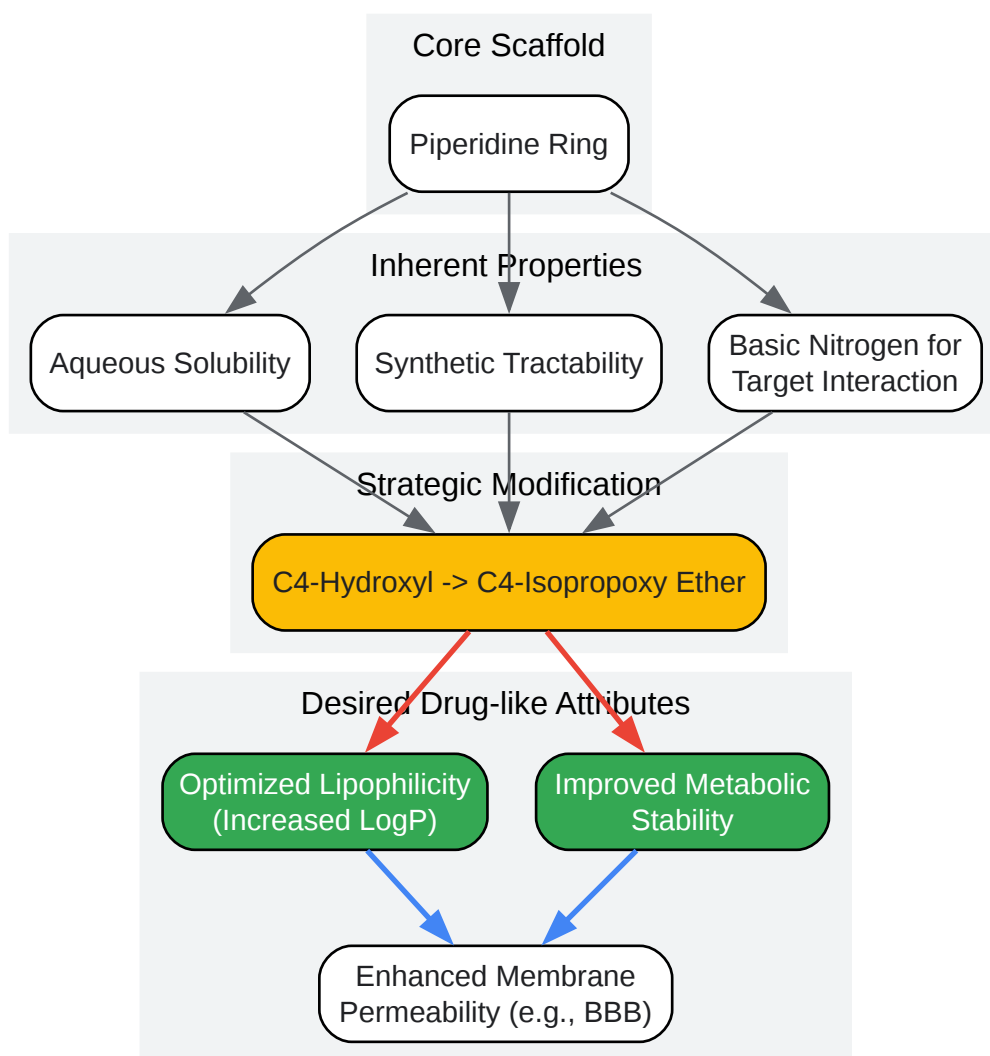 Core Scaffold
Piperidine Ring
Inherent Properties
Aqueous Solubility
Synthetic Tractability
Basic Nitrogen for
Target Interaction
Strategic Modification
C4-Hydroxyl -> C4-Isopropoxy Ether
Desired Drug-like Attributes
Optimized Lipophilicity
(Increased LogP)
Improved Metabolic
Stability
Enhanced Membrane
Permeability (e.g., BBB)